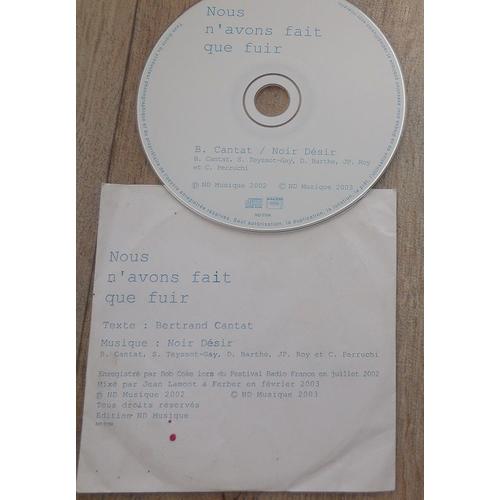 Nous
n'avons fait
que fuir
B. Cantat / Noir Désir
B. Cantat, S. Teyssot-Gay, D. Barthe, JP. Roy
et C. Perruchi
℗ ND Musique 2002 © ND Musique 2003
Nous
n'avons fait
que fuir
Texte : Bertrand Cantat
Musique : Noir Désir
B. Cantat, S. Teyssot-Gay, D. Barthe, JP. Roy et C. Perruchi
Enregistré par Bob Coke lors du Festival Radio France en juillet 2002
Mixé par Jean Lamoot à Ferber en février 2003
℗ ND Musique 2002 © ND Musique 2003
Tous droits réservés
Edition ND Musique